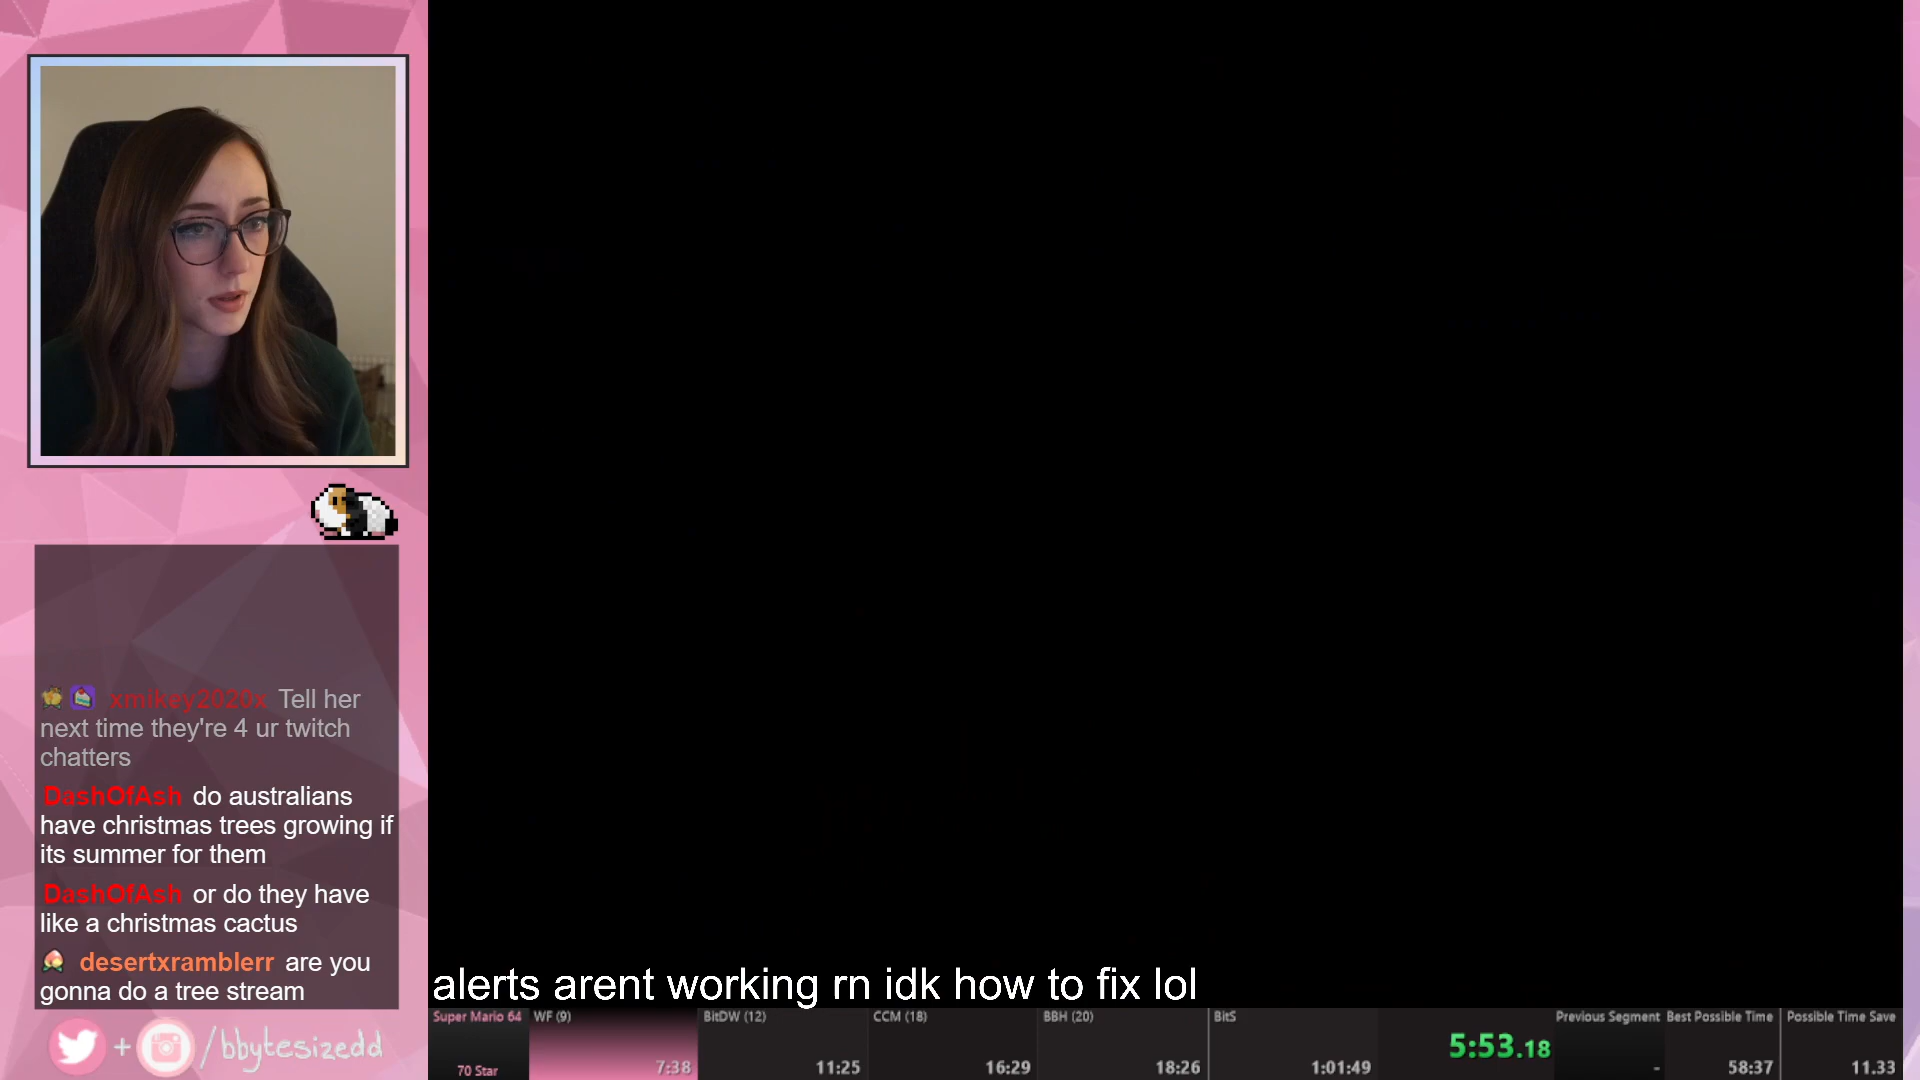 xmikey2020x Tell her
next time they're 4 ur twitch
chatters
DashOfAsh do australians
have christmas trees growing if
its summer for them
DashOfAsh or do they have
like a christmas cactus
desertxramblerr are you
gonna do a tree stream
+ /bbytesizedd
alerts arent working rn idk how to fix lol
Super Mario 64 WF (9) BitDW (12) CCM (18) BBH (20) BitS Previous Segment Best Possible Time Possible Time Save
5:53.18
70 Star 7:38 11:25 16:29 18:26 1:01:49 - 58:37 11.33